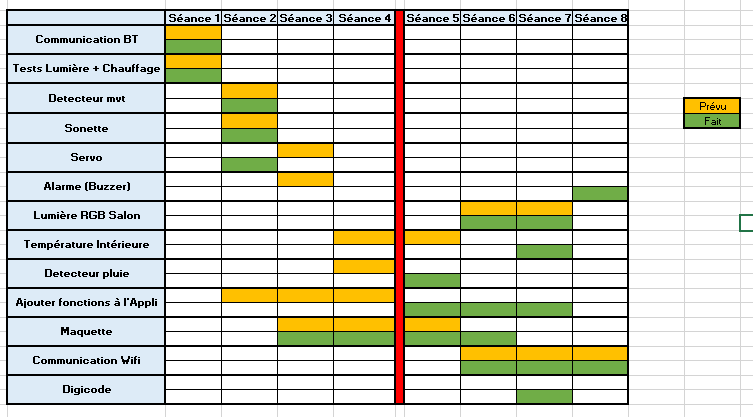 Séance 1 Séance 2 Séance 3 Séance 4 Séance 5 Séance 6 Séance 7 Séance 8
Communication BT
Tests Lumière + Chauffage
Detecteur mvt
Prévu
Fait
Sonette
Servo
Alarme (Buzzer)
Lumière RGB Salon
Température Intérieure
Detecteur pluie
Ajouter fonctions à l'Appli
Maquette
Communication Wifi
Digicode